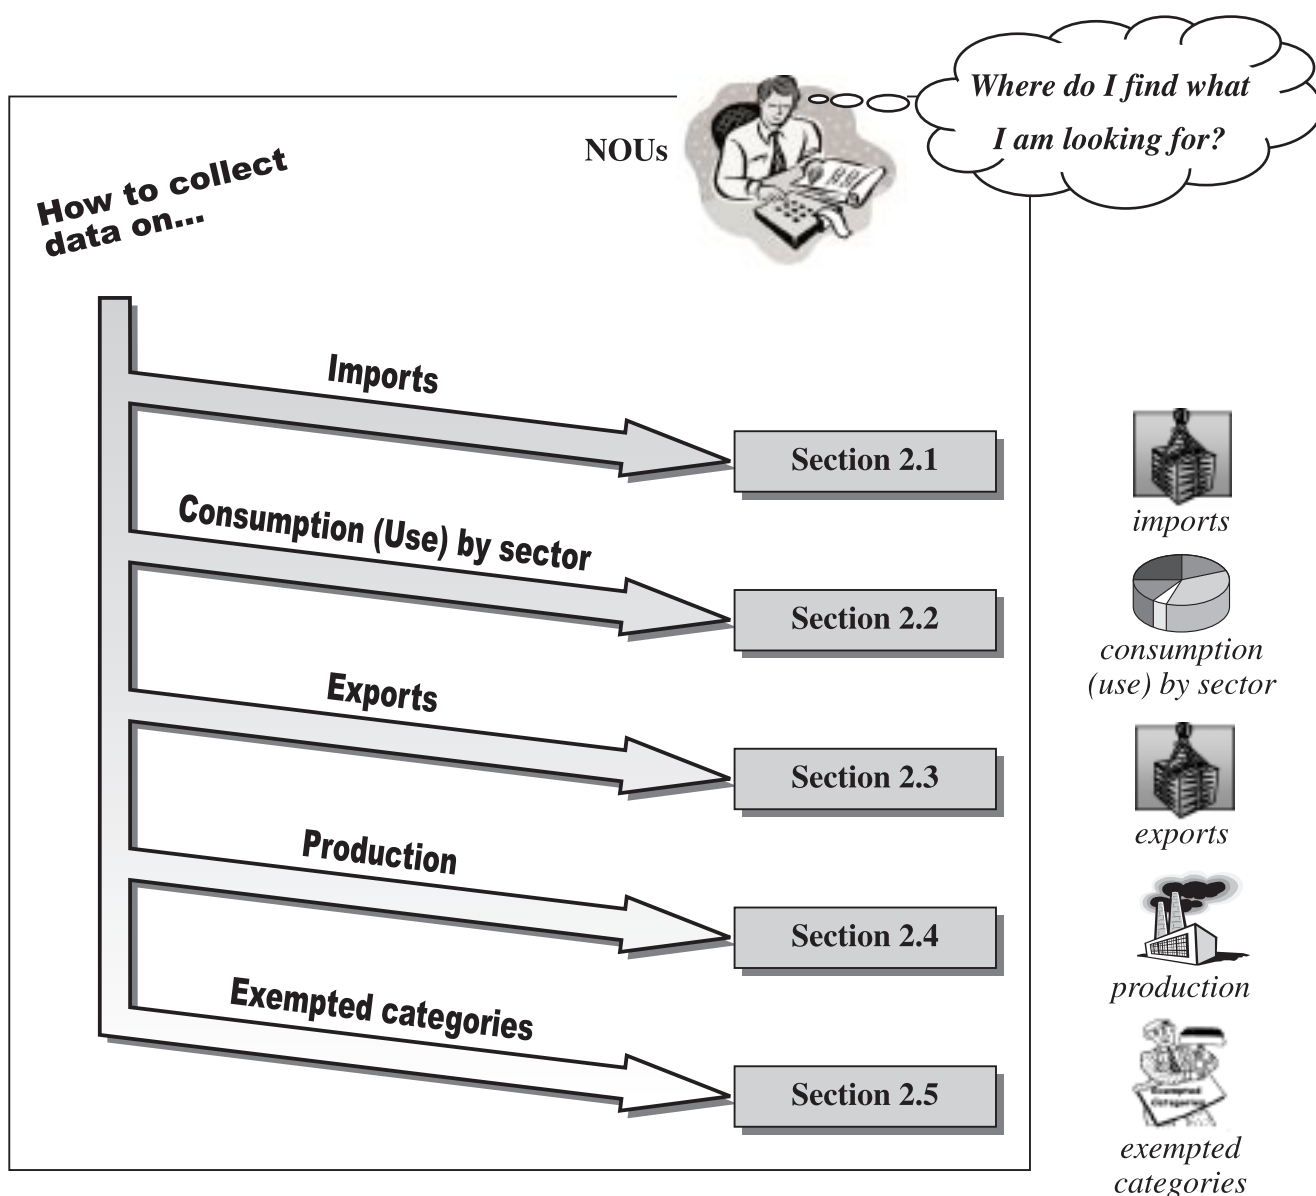 Where do I find what
I am looking for?
NOUs
How to collect
data on...
Imports
Section 2.1
imports
Consumption (Use) by sector
Section 2.2
consumption
(use) by sector
Exports
Section 2.3
exports
Production
Section 2.4
production
Exempted categories
Section 2.5
Exempted
Categories
exempted
categories